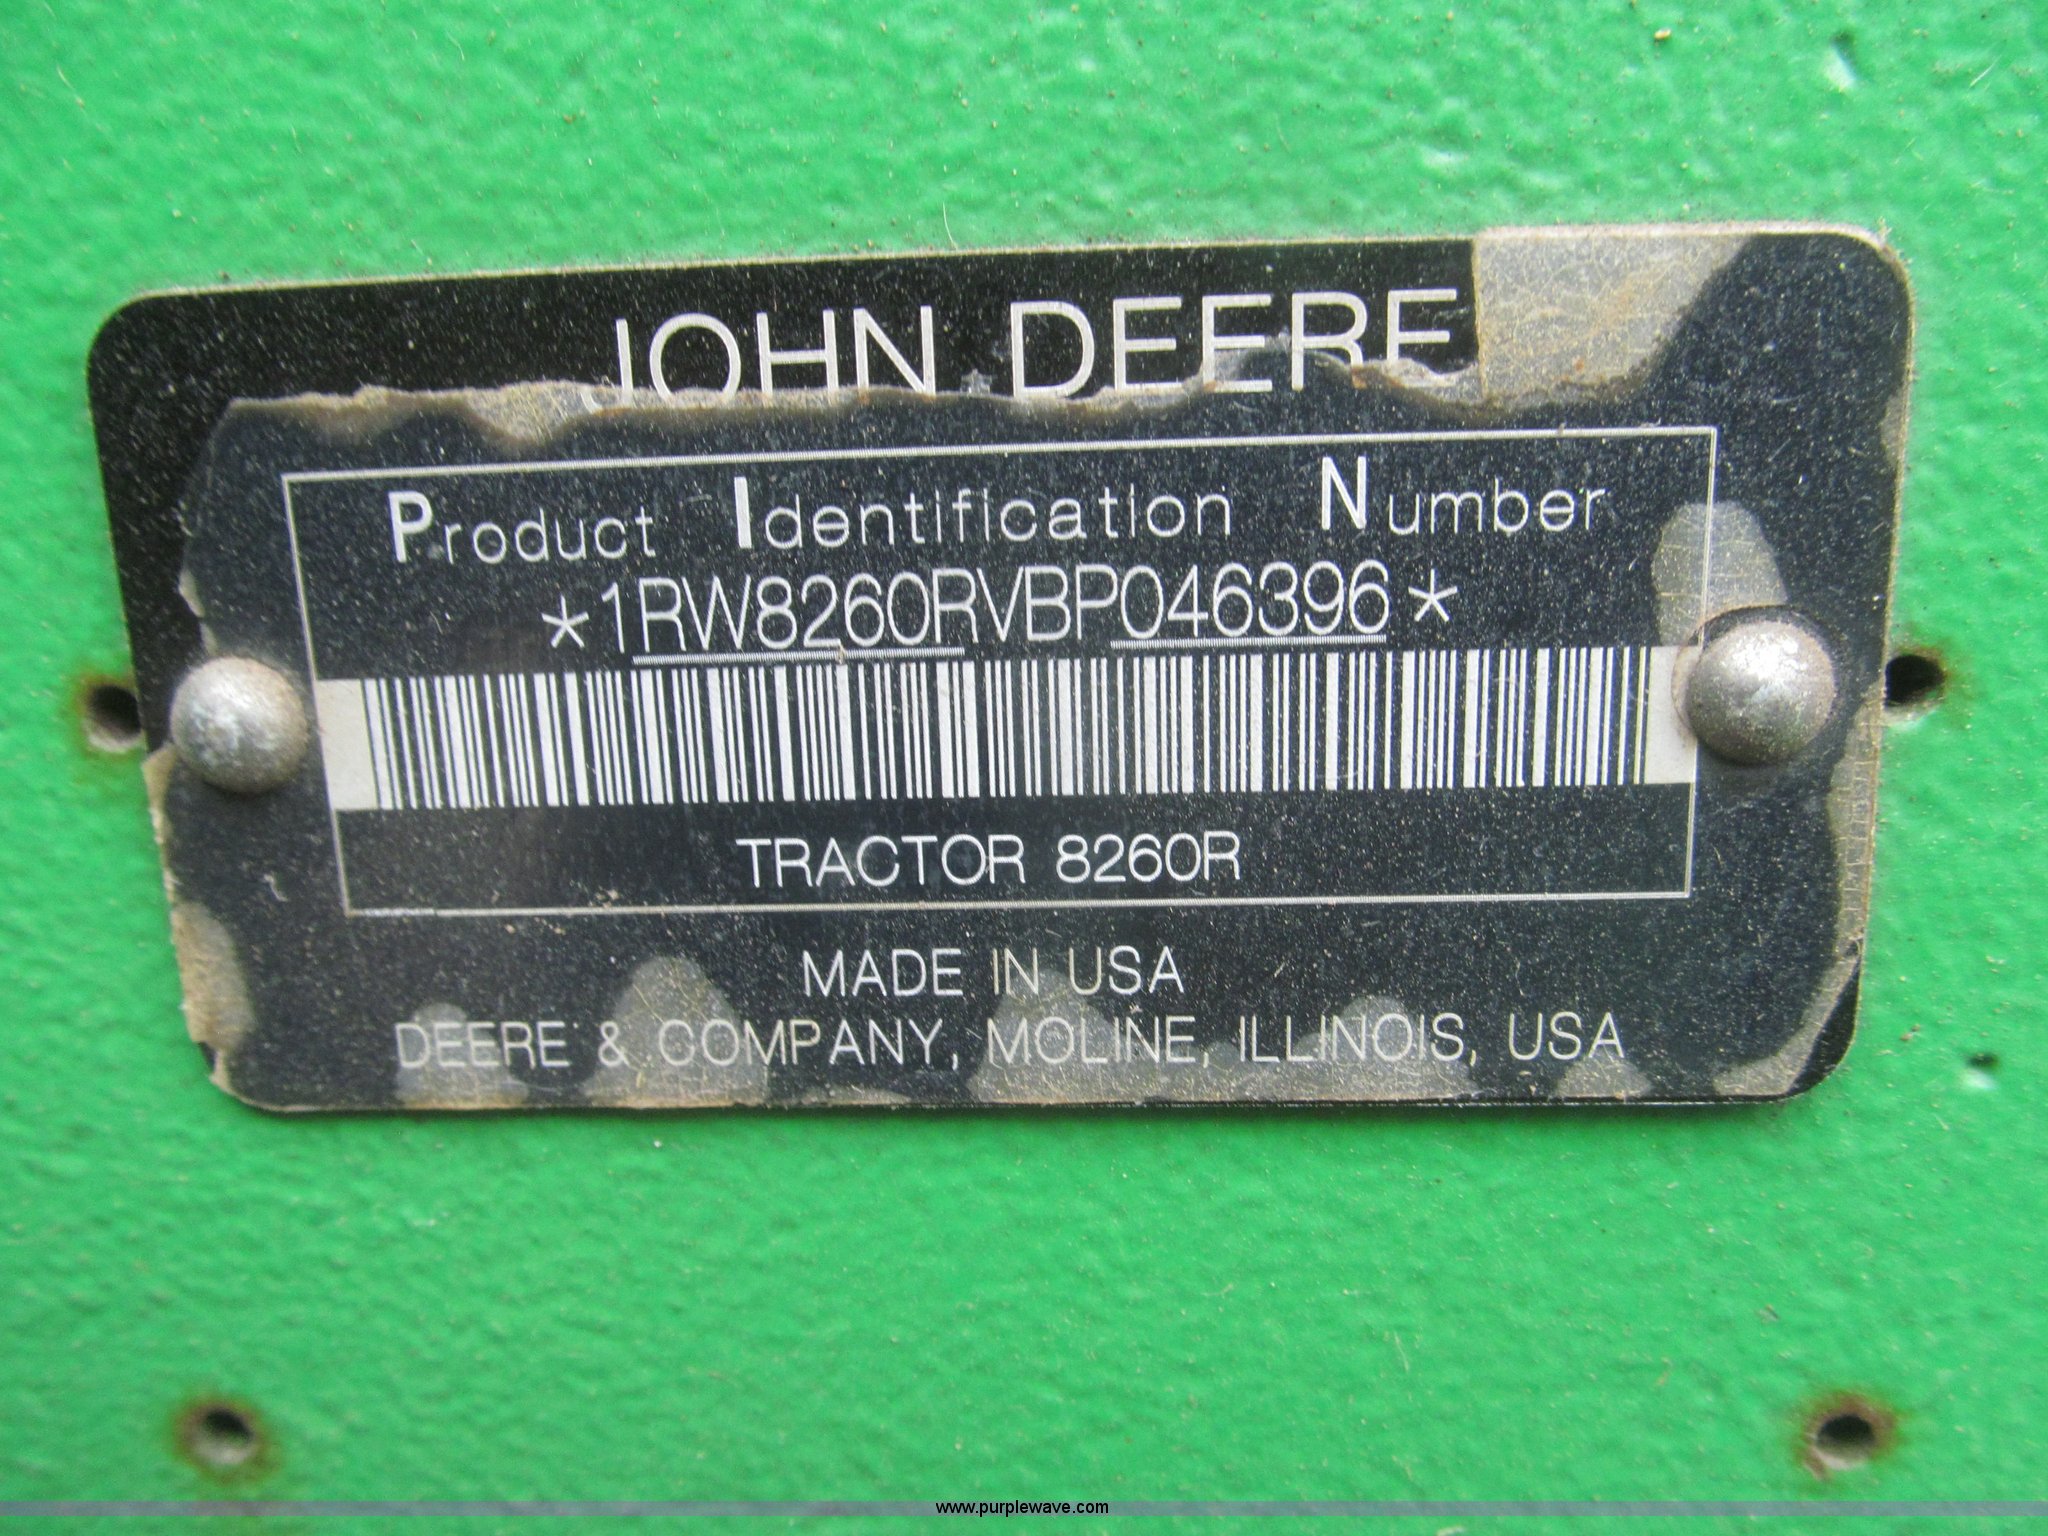 JOHN DEERE
Product Identification Number
*1RW8260RVBP046396*
TRACTOR 8260R
MADE IN USA
DEERE & COMPANY, MOLINE, ILLINOIS, USA
www.purplewave.com